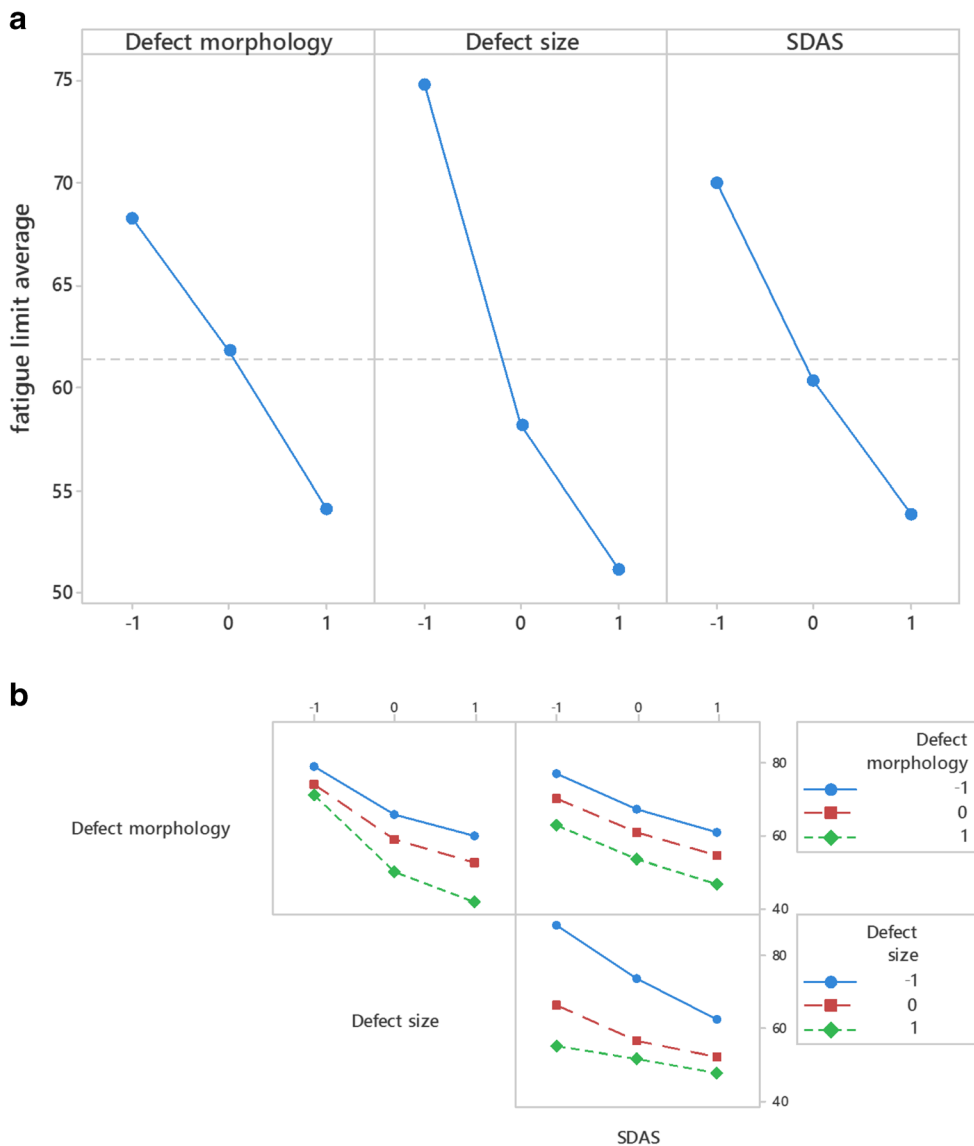 a
Defect morphology Defect size SDAS
75
70
65
60
55
50
fatigue limit average
-1 0 1 -1 0 1 -1 0 1
b
-1 0 1 -1 0 1
Defect morphology
80
60
40
Defect
morphology
-1
0
1
Defect size
80
60
40
Defect
size
-1
0
1
SDAS